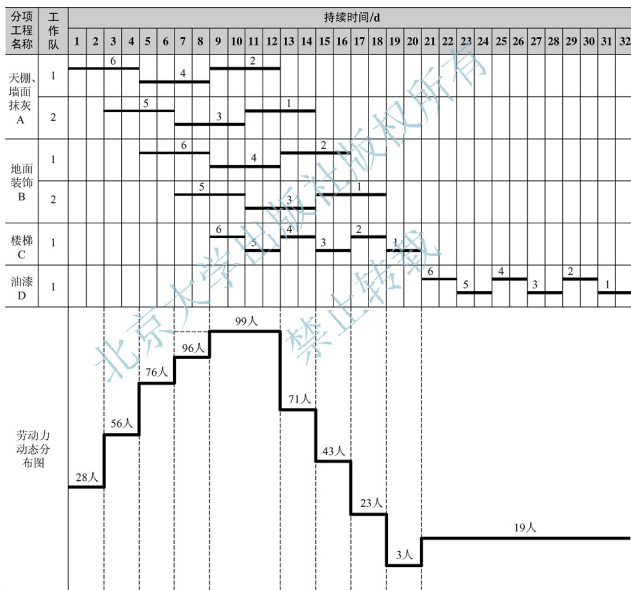 分项工程名称 工作队 持续时间/d
1 2 3 4 5 6 7 8 9 10 11 12 13 14 15 16 17 18 19 20 21 22 23 24 25 26 27 28 29 30 31 32
天棚、墙面抹灰 A
1 6 4 2
2 5 3 1
地面装饰 B
1 6 4 2
2 5 3 1
楼梯 C
1 6 5 4 3 2 1
油漆 D
1 6 5 4 3 2 1
劳动力动态分布图
28人 56人 76人 96人 99人 71人 43人 23人 3人 19人
北京大学出版社版权所有
禁止转载